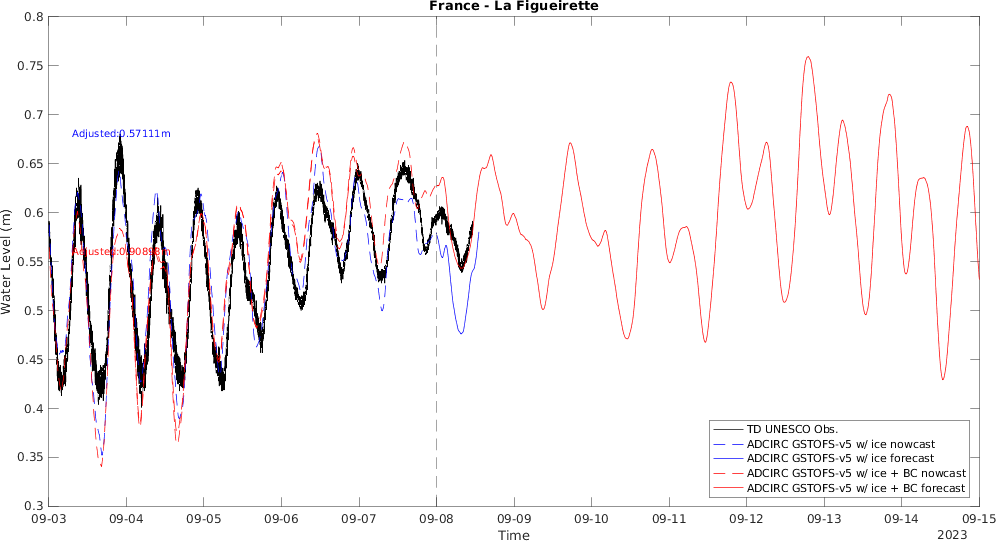 France - La Figueirette
0.8
0.75
0.7
0.65
0.6
0.55
0.5
0.45
0.4
0.35
0.3
Water Level (m)
Adjusted:0.57111m
09-03
09-04
09-05
09-06
09-07
09-08
09-09
09-10
09-11
09-12
09-13
09-14
09-15
Time
2023
TD UNESCO Obs.
ADCIRC GSTOFS-v5 w/ ice nowcast
ADCIRC GSTOFS-v5 w/ ice forecast
ADCIRC GSTOFS-v5 w/ ice + BC nowcast
ADCIRC GSTOFS-v5 w/ ice + BC forecast